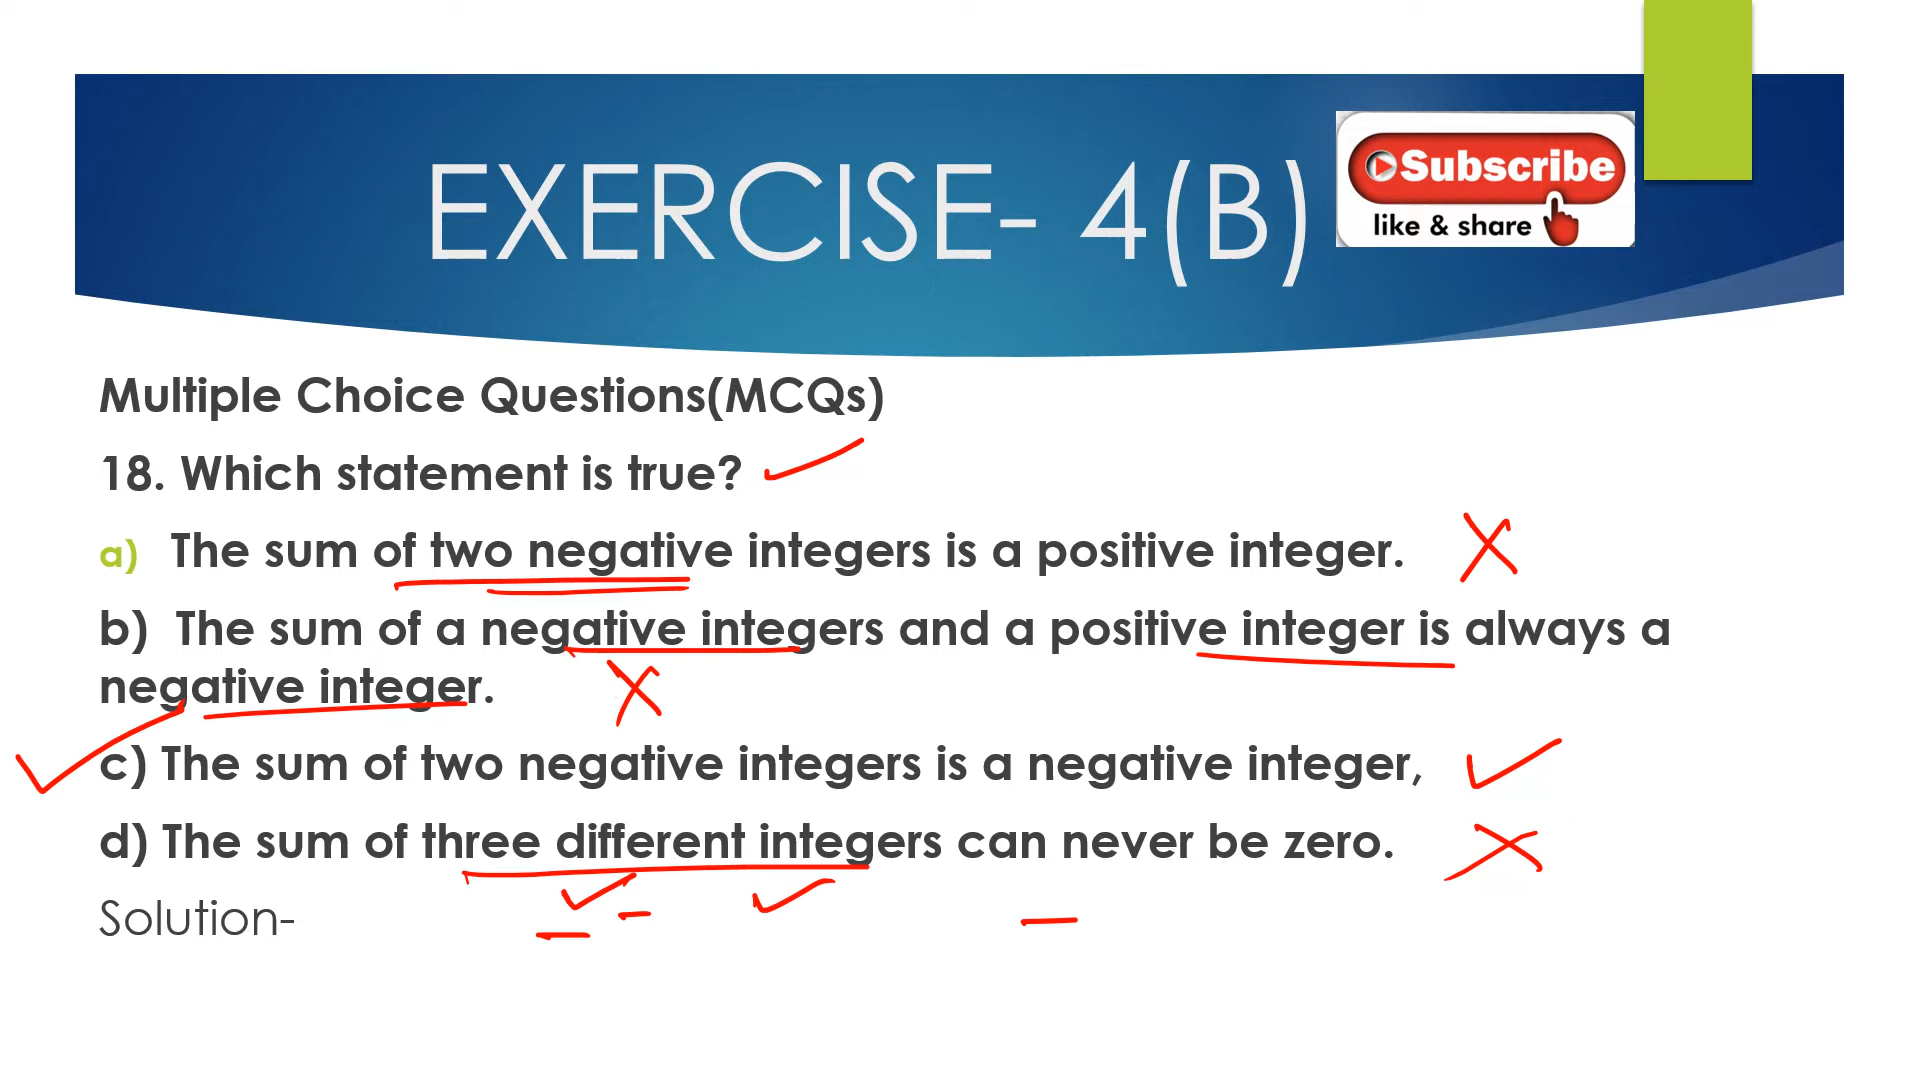 EXERCISE- 4(B)
Subscribe
like & share
Multiple Choice Questions(MCQs)
18. Which statement is true?
a) The sum of two negative integers is a positive integer.
b) The sum of a negative integers and a positive integer is always a
negative integer.
c) The sum of two negative integers is a negative integer,
d) The sum of three different integers can never be zero.
Solution-